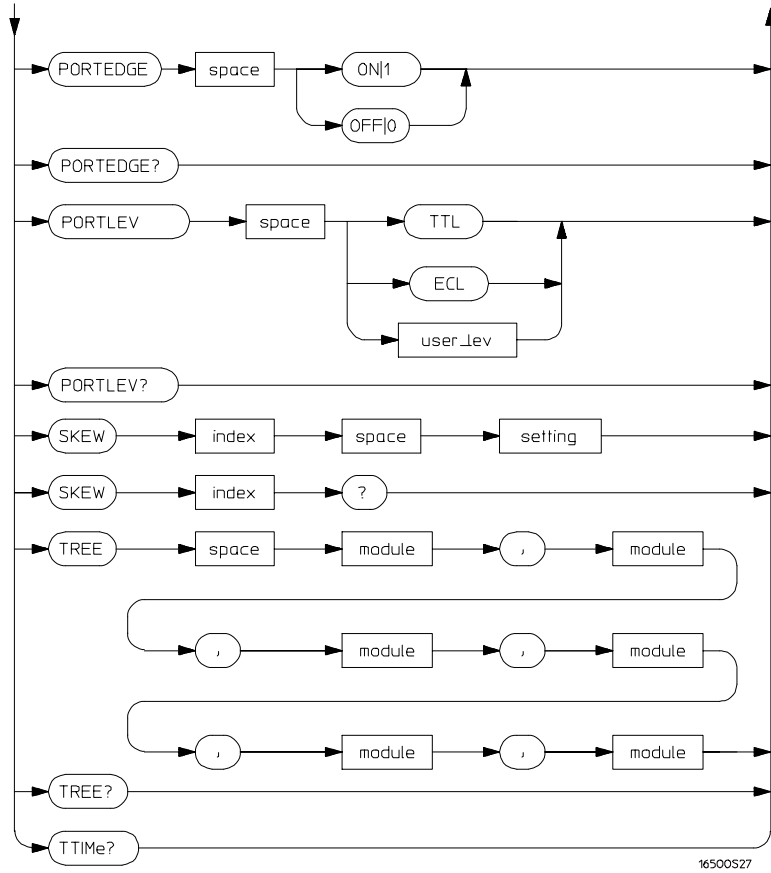 PORTEDGE space ON|1
OFF|0
PORTEDGE?
PORTLEV space TTL
ECL
user_lev
PORTLEV?
SKEW index space setting
SKEW index ?
TREE space module , module
, module , module
, module , module
TREE?
TTIMe?
16500S27